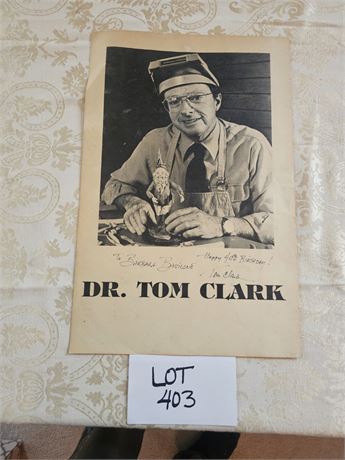 To Barbara
Happy 40th Birthday!
Tom Clark
DR. TOM CLARK
LOT
403